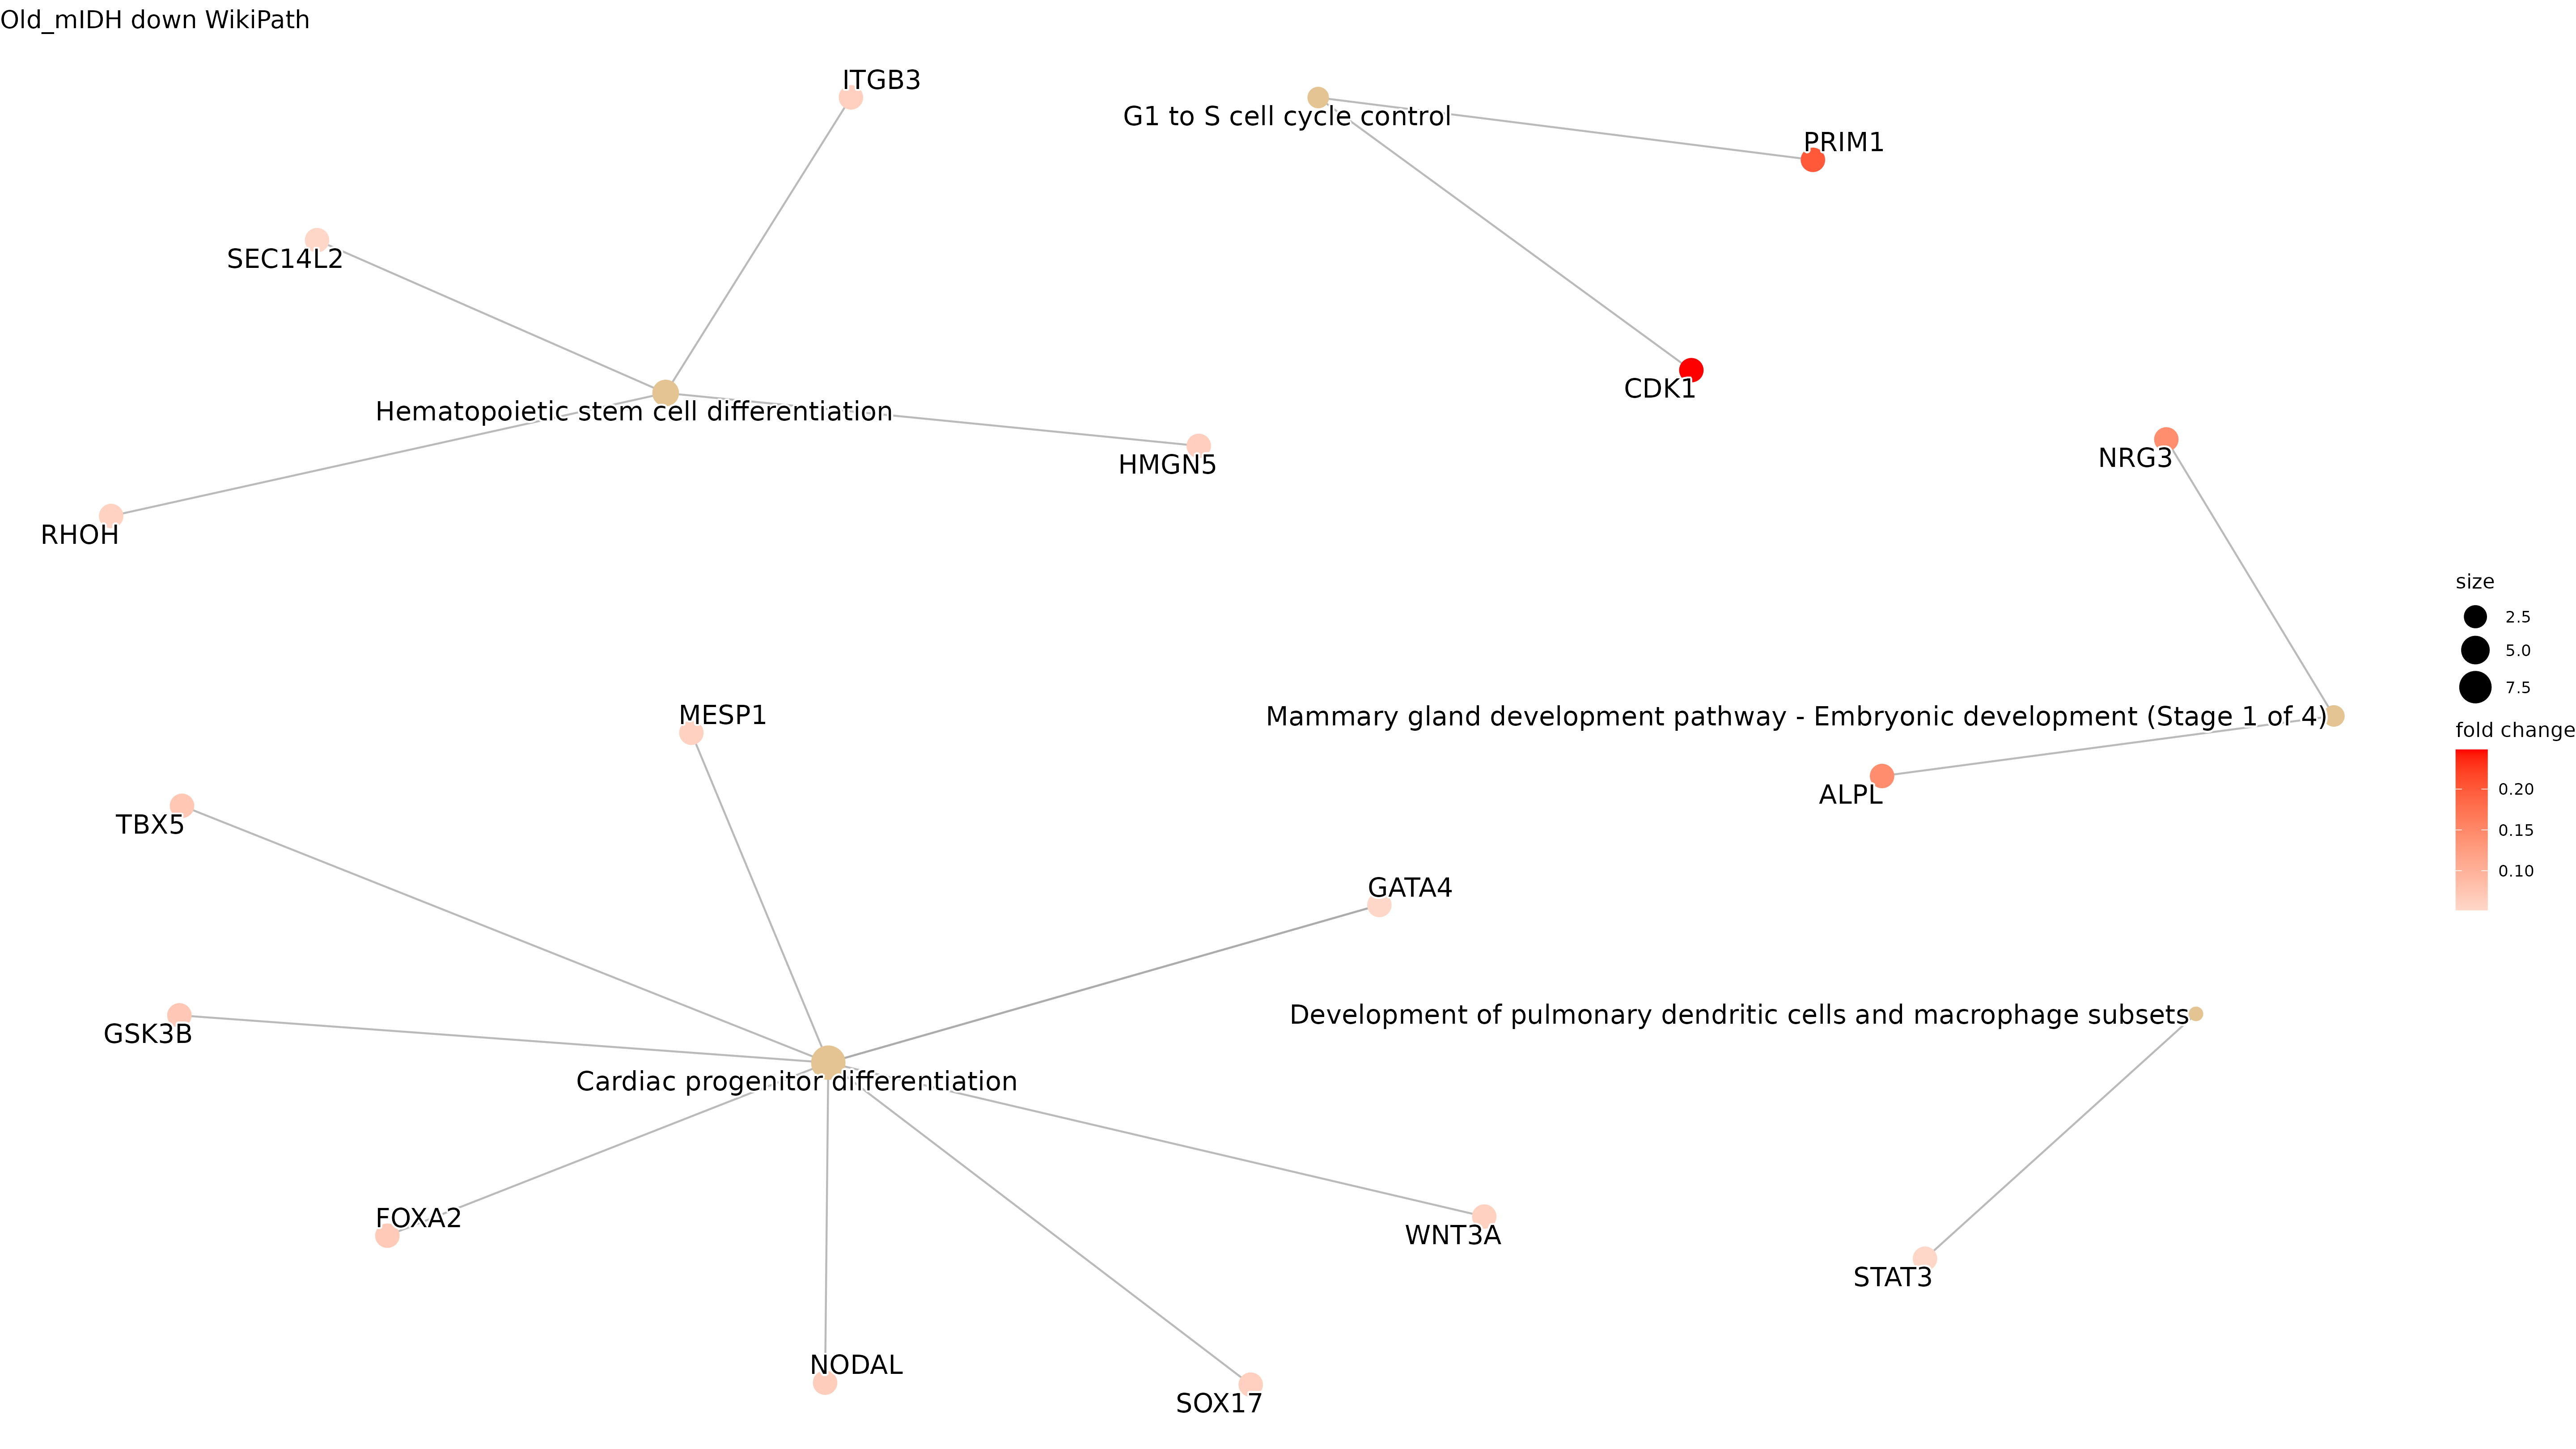 Old_mIDH down WikiPath
ITGB3
G1 to S cell cycle control
PRIM1
SEC14L2
CDK1
Hematopoietic stem cell differentiation
HMGN5
NRG3
RHOH
size
2.5
5.0
7.5
MESP1
Mammary gland development pathway - Embryonic development (Stage 1 of 4)
fold change
0.20
0.15
0.10
ALPL
TBX5
GATA4
Development of pulmonary dendritic cells and macrophage subsets
GSK3B
Cardiac progenitor differentiation
FOXA2
WNT3A
STAT3
NODAL
SOX17